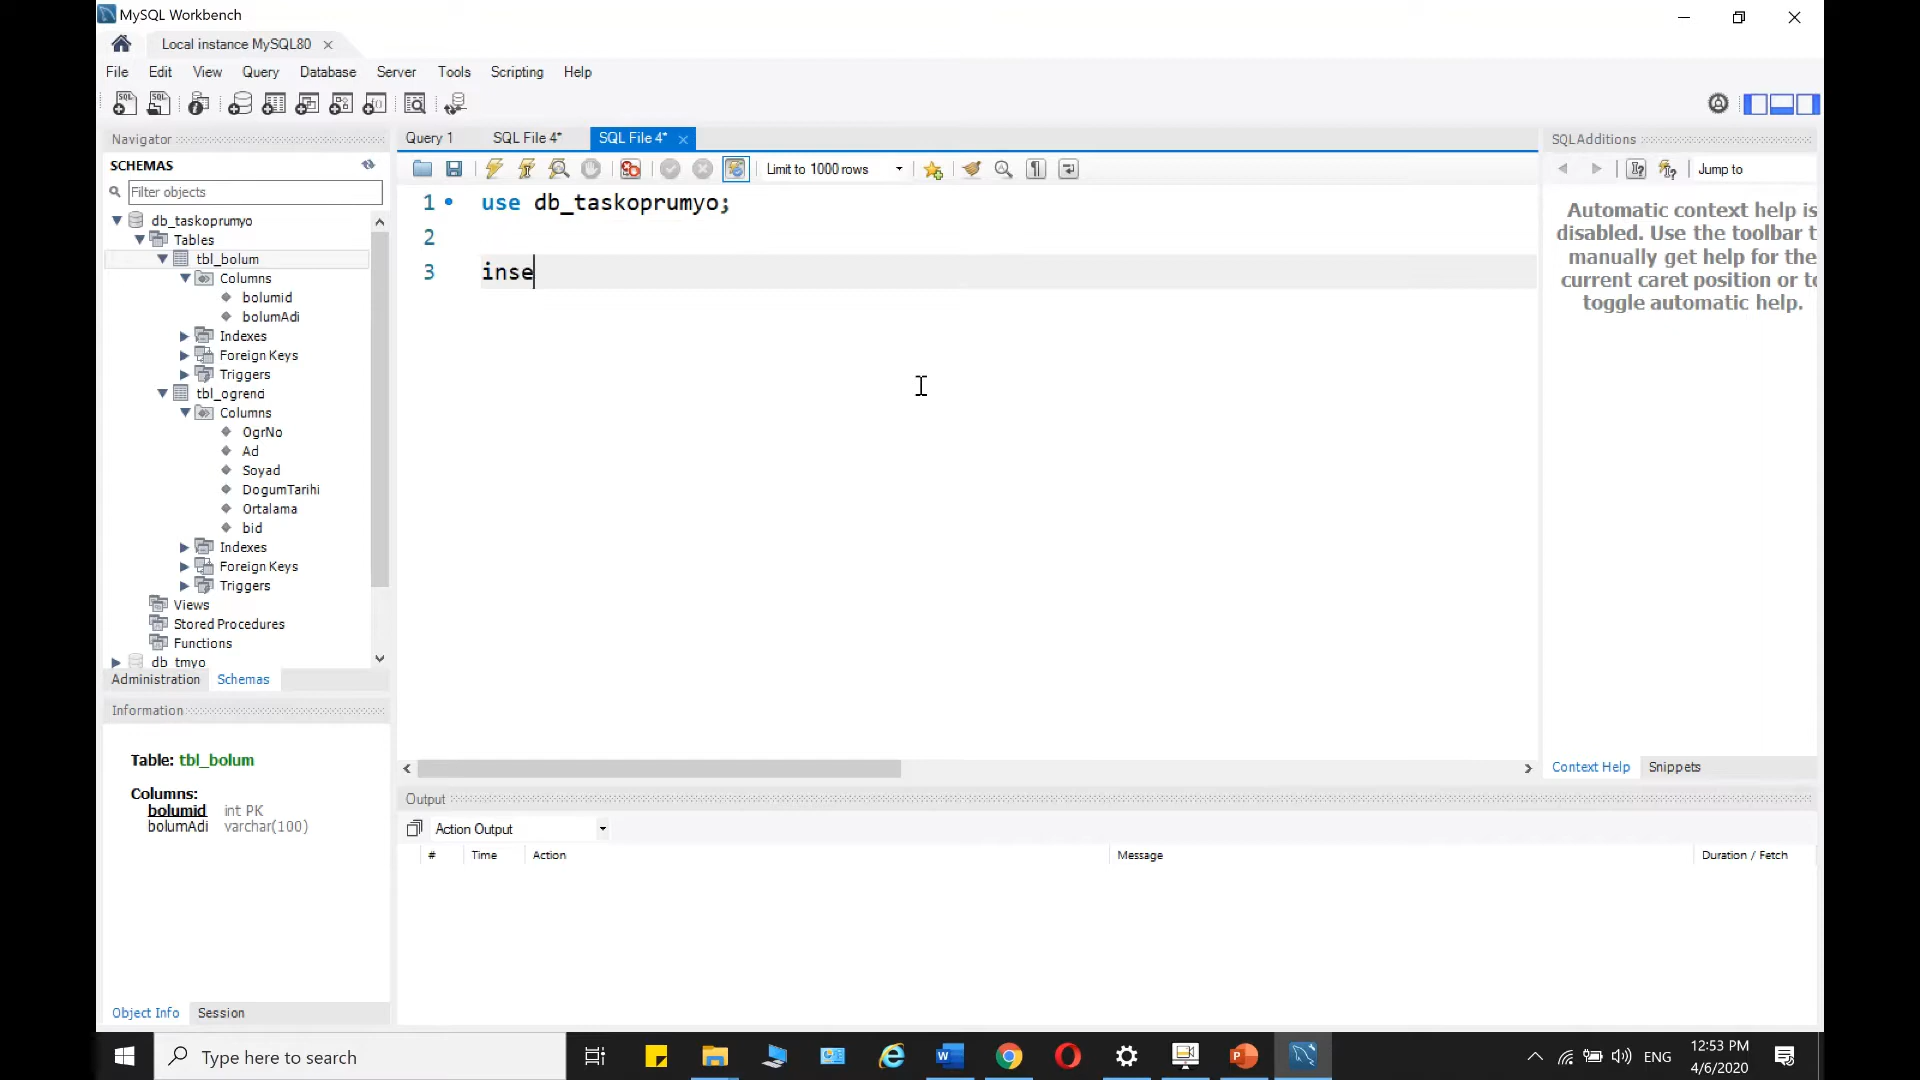 MySQL Workbench
Local instance MySQL80
File Edit View Query Database Server Tools Scripting Help
Navigator
SCHEMAS
Filter objects
db_taskoprumyo
Tables
tbl_bolum
Columns
bolumid
bolumAdi
Indexes
Foreign Keys
Triggers
tbl_ogrenci
Columns
OgrNo
Ad
Soyad
DogumTarihi
Ortalama
bid
Indexes
Foreign Keys
Triggers
Views
Stored Procedures
Functions
db_tmyo
Administration Schemas
Information
Table: tbl_bolum
Columns:
bolumid int PK
bolumAdi varchar(100)
Object Info Session
Query 1 SQL File 4* SQL File 4*
Limit to 1000 rows
1 use db_taskoprumyo;
2
3 inse
SQLAdditions
Jump to
Automatic context help is
disabled. Use the toolbar t
manually get help for the
current caret position or to
toggle automatic help.
Context Help Snippets
Output
Action Output
# Time Action Message Duration / Fetch
Type here to search
ENG
12:53 PM
4/6/2020